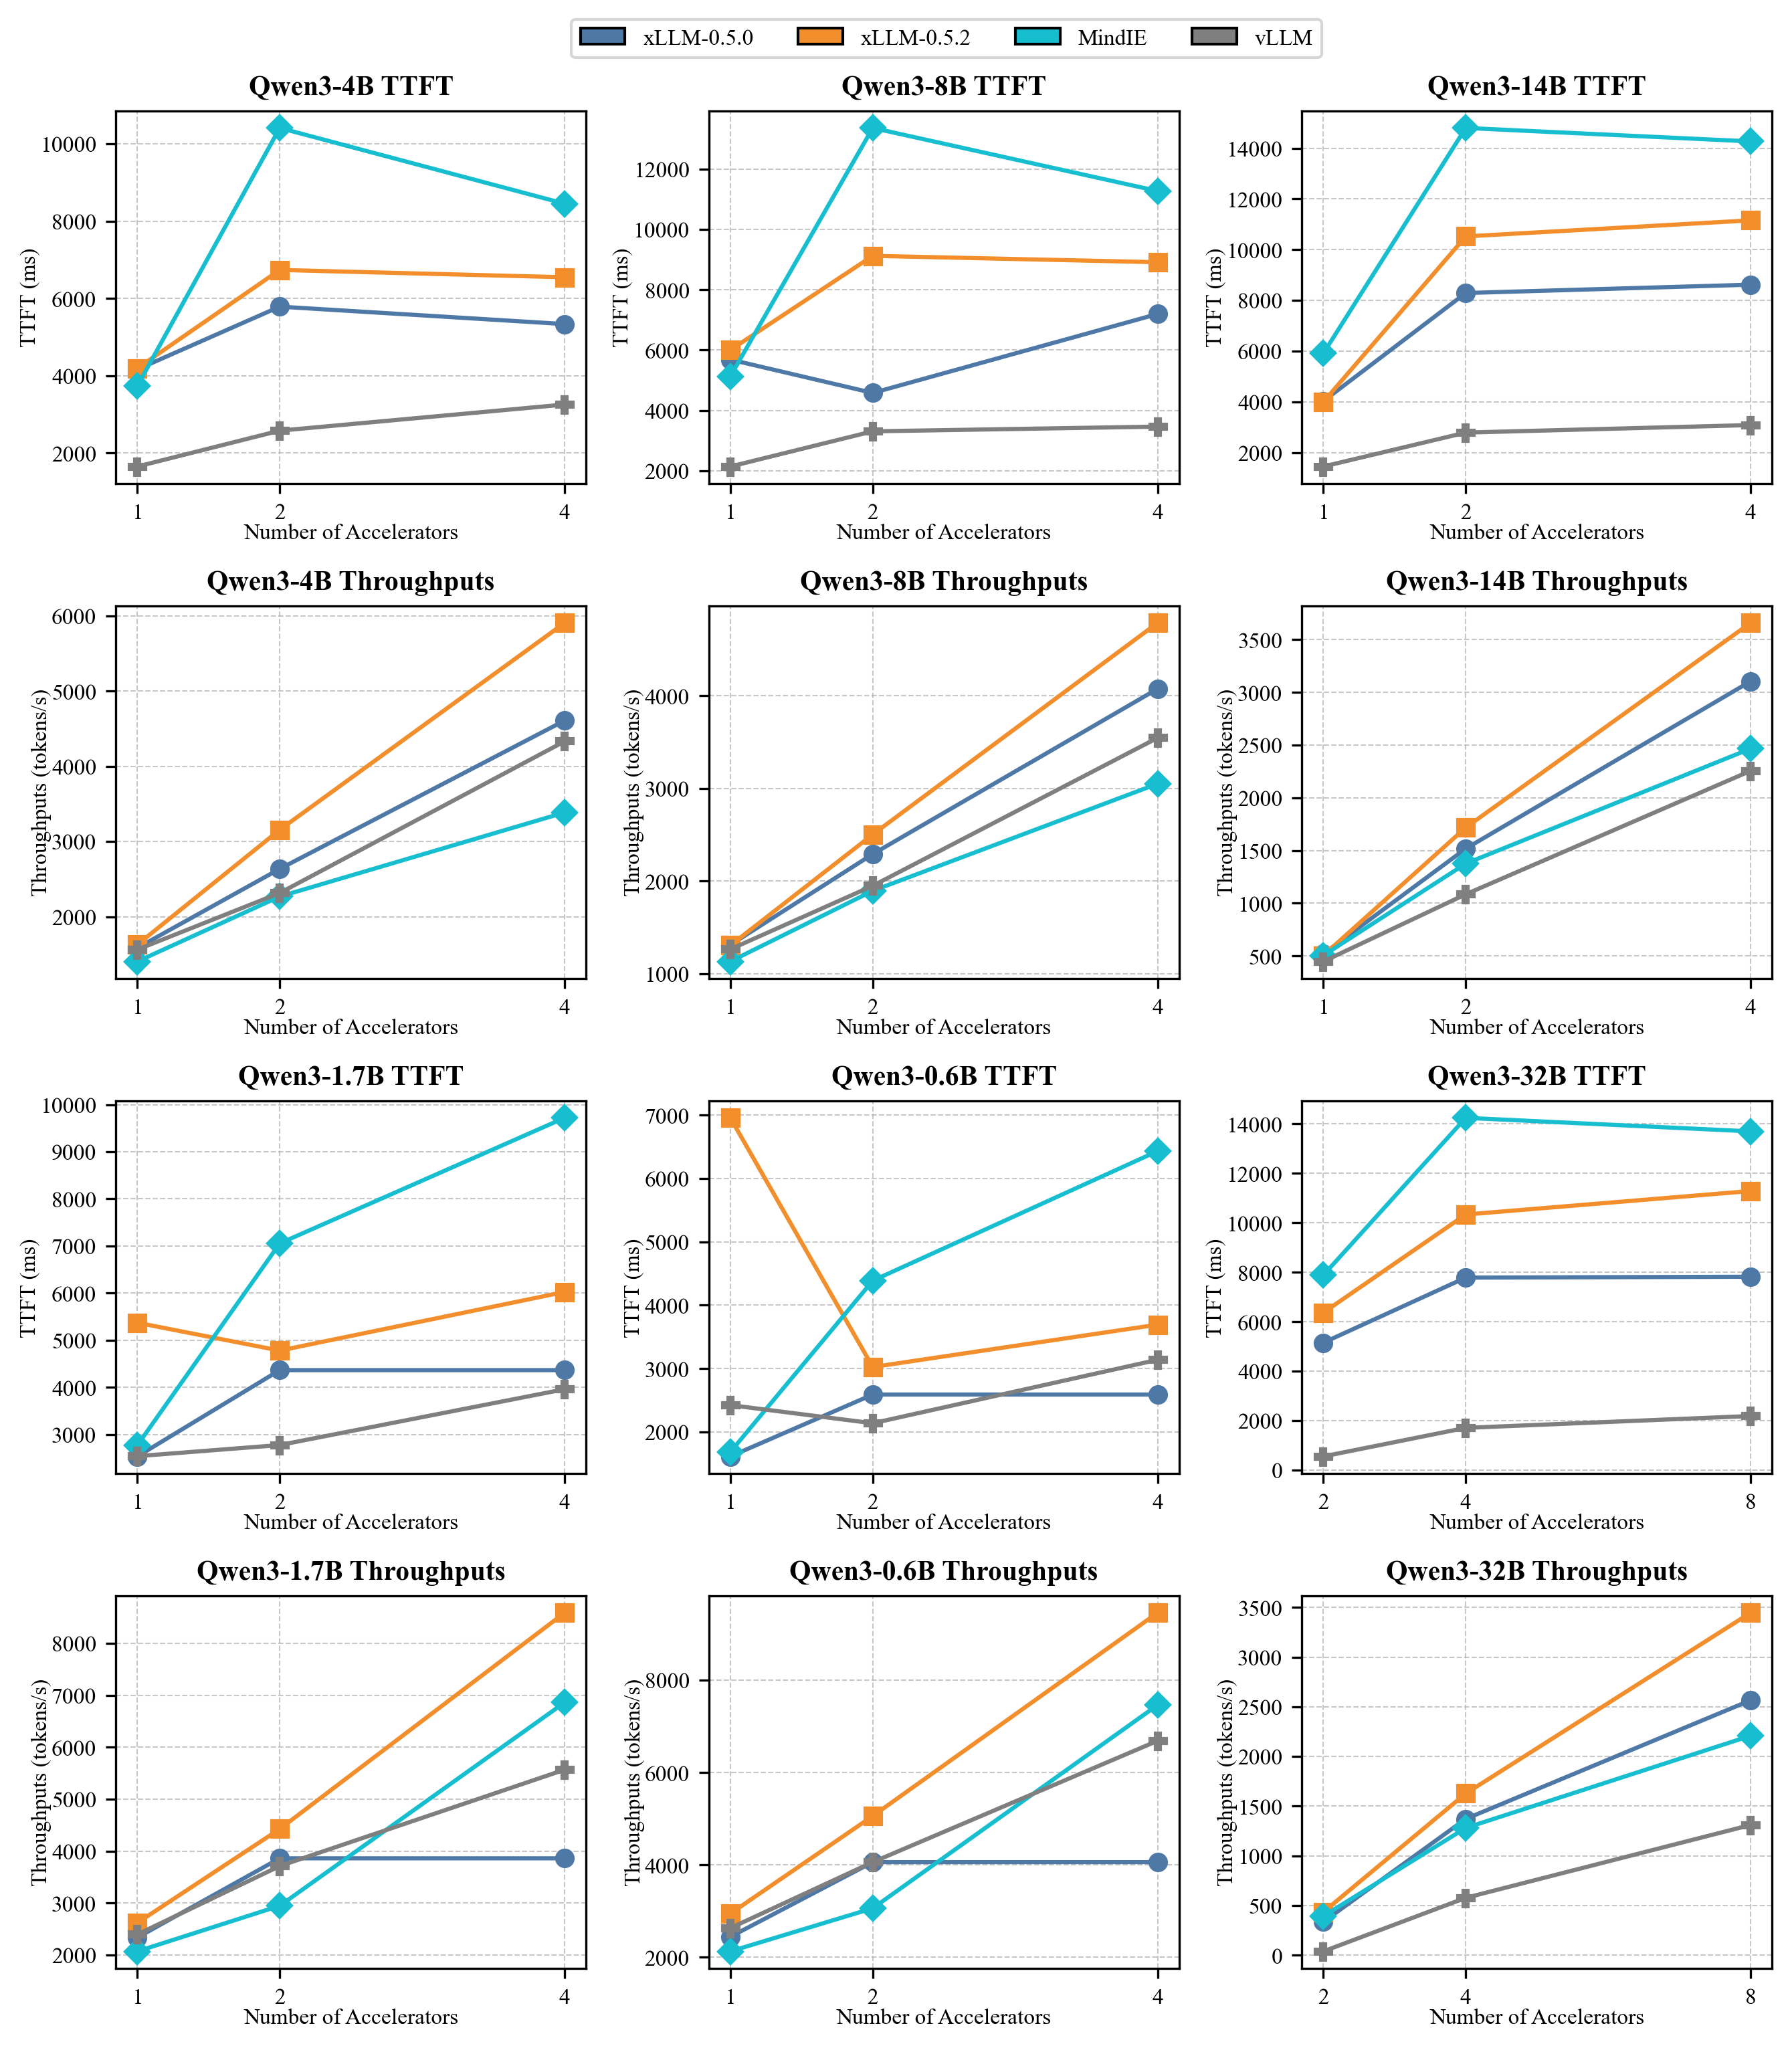 xLLM-0.5.0 xLLM-0.5.2 MindIE vLLM
Qwen3-4B TTFT
TTFT (ms)
10000
8000
6000
4000
2000
1 2 4
Number of Accelerators
Qwen3-8B TTFT
TTFT (ms)
12000
10000
8000
6000
4000
2000
1 2 4
Number of Accelerators
Qwen3-14B TTFT
TTFT (ms)
14000
12000
10000
8000
6000
4000
2000
1 2 4
Number of Accelerators
Qwen3-4B Throughputs
Throughputs (tokens/s)
6000
5000
4000
3000
2000
1 2 4
Number of Accelerators
Qwen3-8B Throughputs
Throughputs (tokens/s)
4000
3000
2000
1000
1 2 4
Number of Accelerators
Qwen3-14B Throughputs
Throughputs (tokens/s)
3500
3000
2500
2000
1500
1000
500
1 2 4
Number of Accelerators
Qwen3-1.7B TTFT
TTFT (ms)
10000
9000
8000
7000
6000
5000
4000
3000
1 2 4
Number of Accelerators
Qwen3-0.6B TTFT
TTFT (ms)
7000
6000
5000
4000
3000
2000
1 2 4
Number of Accelerators
Qwen3-32B TTFT
TTFT (ms)
14000
12000
10000
8000
6000
4000
2000
0
2 4 8
Number of Accelerators
Qwen3-1.7B Throughputs
Throughputs (tokens/s)
8000
7000
6000
5000
4000
3000
2000
1 2 4
Number of Accelerators
Qwen3-0.6B Throughputs
Throughputs (tokens/s)
8000
6000
4000
2000
1 2 4
Number of Accelerators
Qwen3-32B Throughputs
Throughputs (tokens/s)
3500
3000
2500
2000
1500
1000
500
0
2 4 8
Number of Accelerators